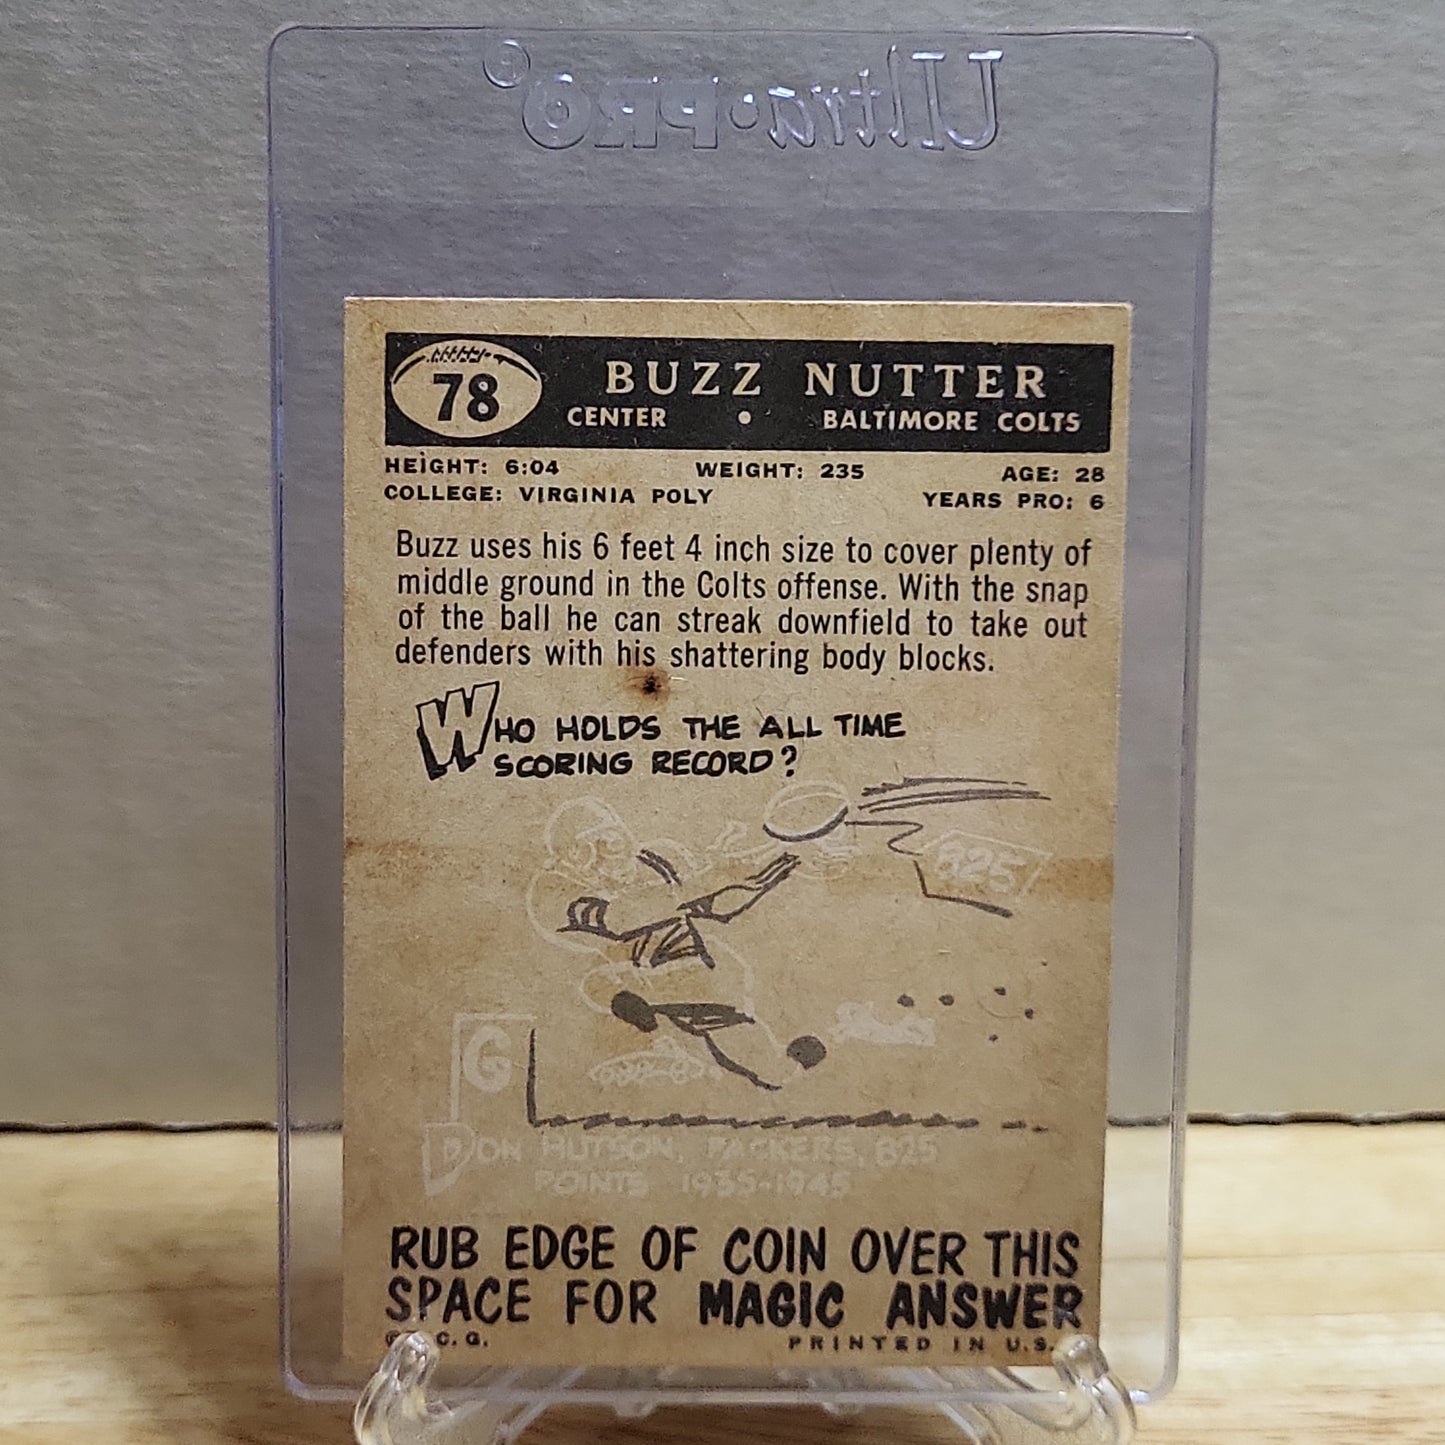 Ultra·PRO®
78
BUZZ NUTTER
CENTER • BALTIMORE COLTS
HEIGHT: 6:04 WEIGHT: 235 AGE: 28
COLLEGE: VIRGINIA POLY YEARS PRO: 6
Buzz uses his 6 feet 4 inch size to cover plenty of
middle ground in the Colts offense. With the snap
of the ball he can streak downfield to take out
defenders with his shattering body blocks.
WHO HOLDS THE ALL TIME
SCORING RECORD?
825
G
DON HUTSON, PACKERS, 825
POINTS 1935-1945
RUB EDGE OF COIN OVER THIS
SPACE FOR MAGIC ANSWER
C. G. PRINTED IN U.S.